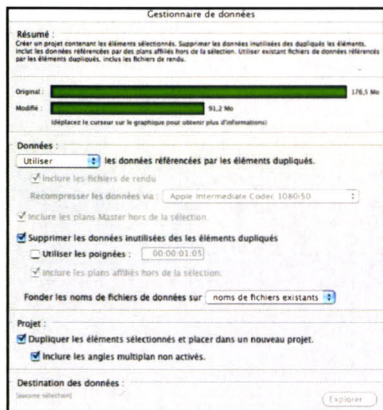 Gestionnaire de données
Résumé :
Créer un projet contenant les éléments sélectionnés. Supprimer les données inutilisées des dupliqués les éléments,
inclut les données référencées par des plans affiliés hors de la sélection. Utiliser existant fichiers de données référencés
par les éléments dupliqués, inclus les fichiers de rendu.
Original : 176,5 Mo
Modifié : 91,2 Mo
(déplacez le curseur sur le graphique pour obtenir plus d'informations)
Données :
Utiliser les données référencées par les éléments dupliqués.
Inclure les fichiers de rendu
Recompresser les données via : Apple Intermediate Codec 1080i50
Inclure les plans Master hors de la sélection.
Supprimer les données inutilisées des les éléments dupliqués
Utiliser les poignées : 00:00:01:05
Inclure les plans affiliés hors de la sélection.
Fonder les noms de fichiers de données sur noms de fichiers existants
Projet :
Dupliquer les éléments sélectionnés et placer dans un nouveau projet.
Inclure les angles multiplan non activés.
Destination des données :
[aucune sélection]
Explorer...